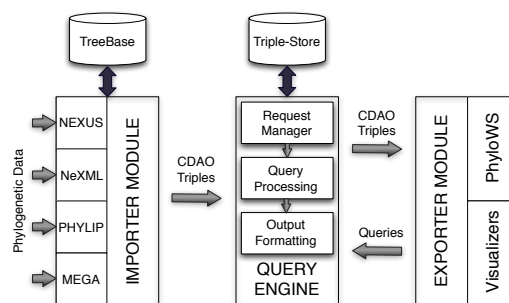 TreeBase
Triple-Store
Phylogenetic Data
NEXUS
NeXML
PHYLIP
MEGA
IMPORTER MODULE
CDAO
Triples
Request
Manager
Query
Processing
Output
Formatting
QUERY
ENGINE
CDAO
Triples
Queries
EXPORTER MODULE
PhyloWS
Visualizers